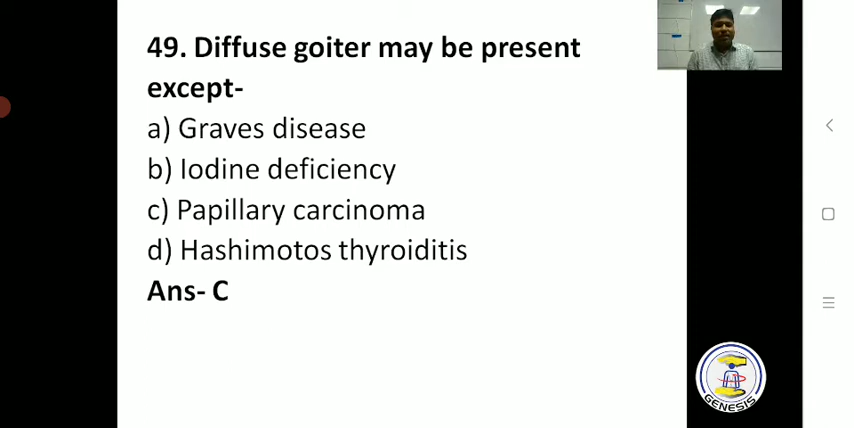 49. Diffuse goiter may be present
except-
a) Graves disease
b) Iodine deficiency
c) Papillary carcinoma
d) Hashimotos thyroiditis
Ans- C
GENESIS